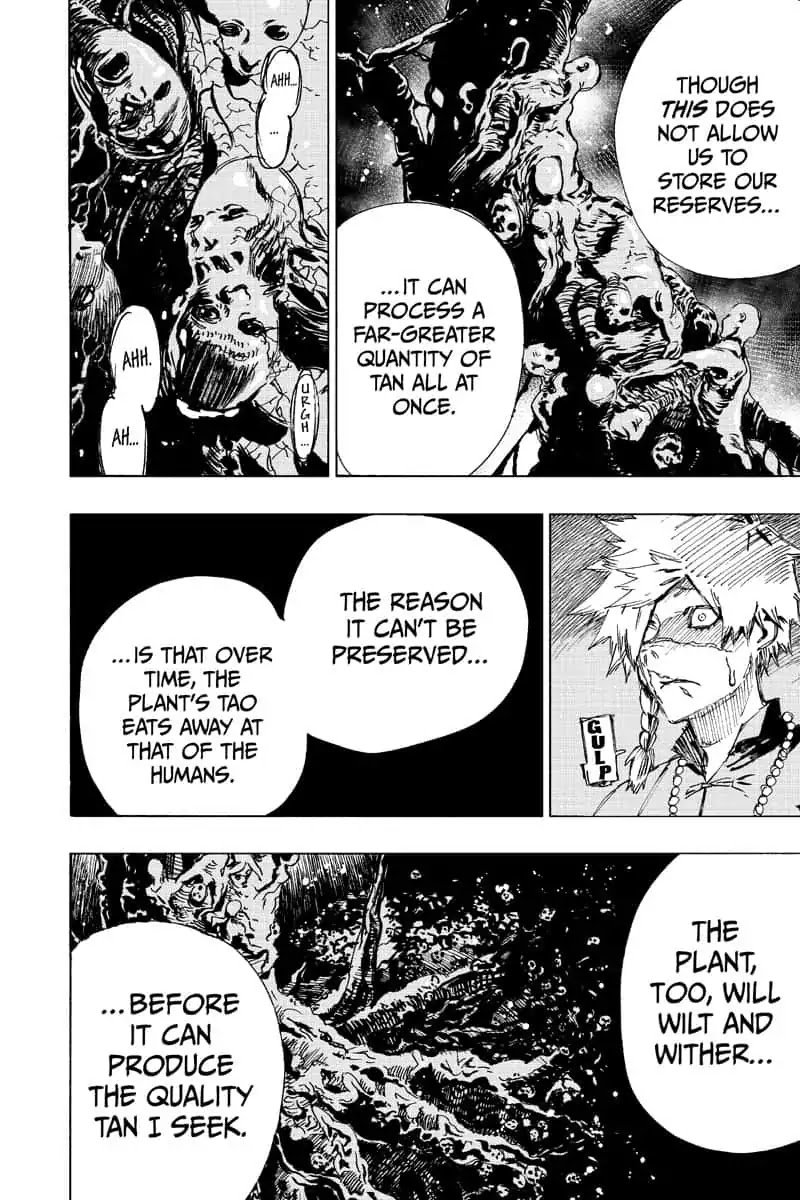 THOUGH
THIS DOES
NOT ALLOW
US TO
STORE OUR
RESERVES...
...IT CAN
PROCESS A
FAR-GREATER
QUANTITY OF
TAN ALL AT
ONCE.
AHH...
...
AHH.
AH...
URGH...
GULP
THE REASON
IT CAN'T BE
PRESERVED...
...IS THAT OVER
TIME, THE
PLANT'S TAO
EATS AWAY AT
THAT OF THE
HUMANS.
THE
PLANT,
TOO, WILL
WILT AND
WITHER...
...BEFORE
IT CAN
PRODUCE
THE QUALITY
TAN I SEEK.